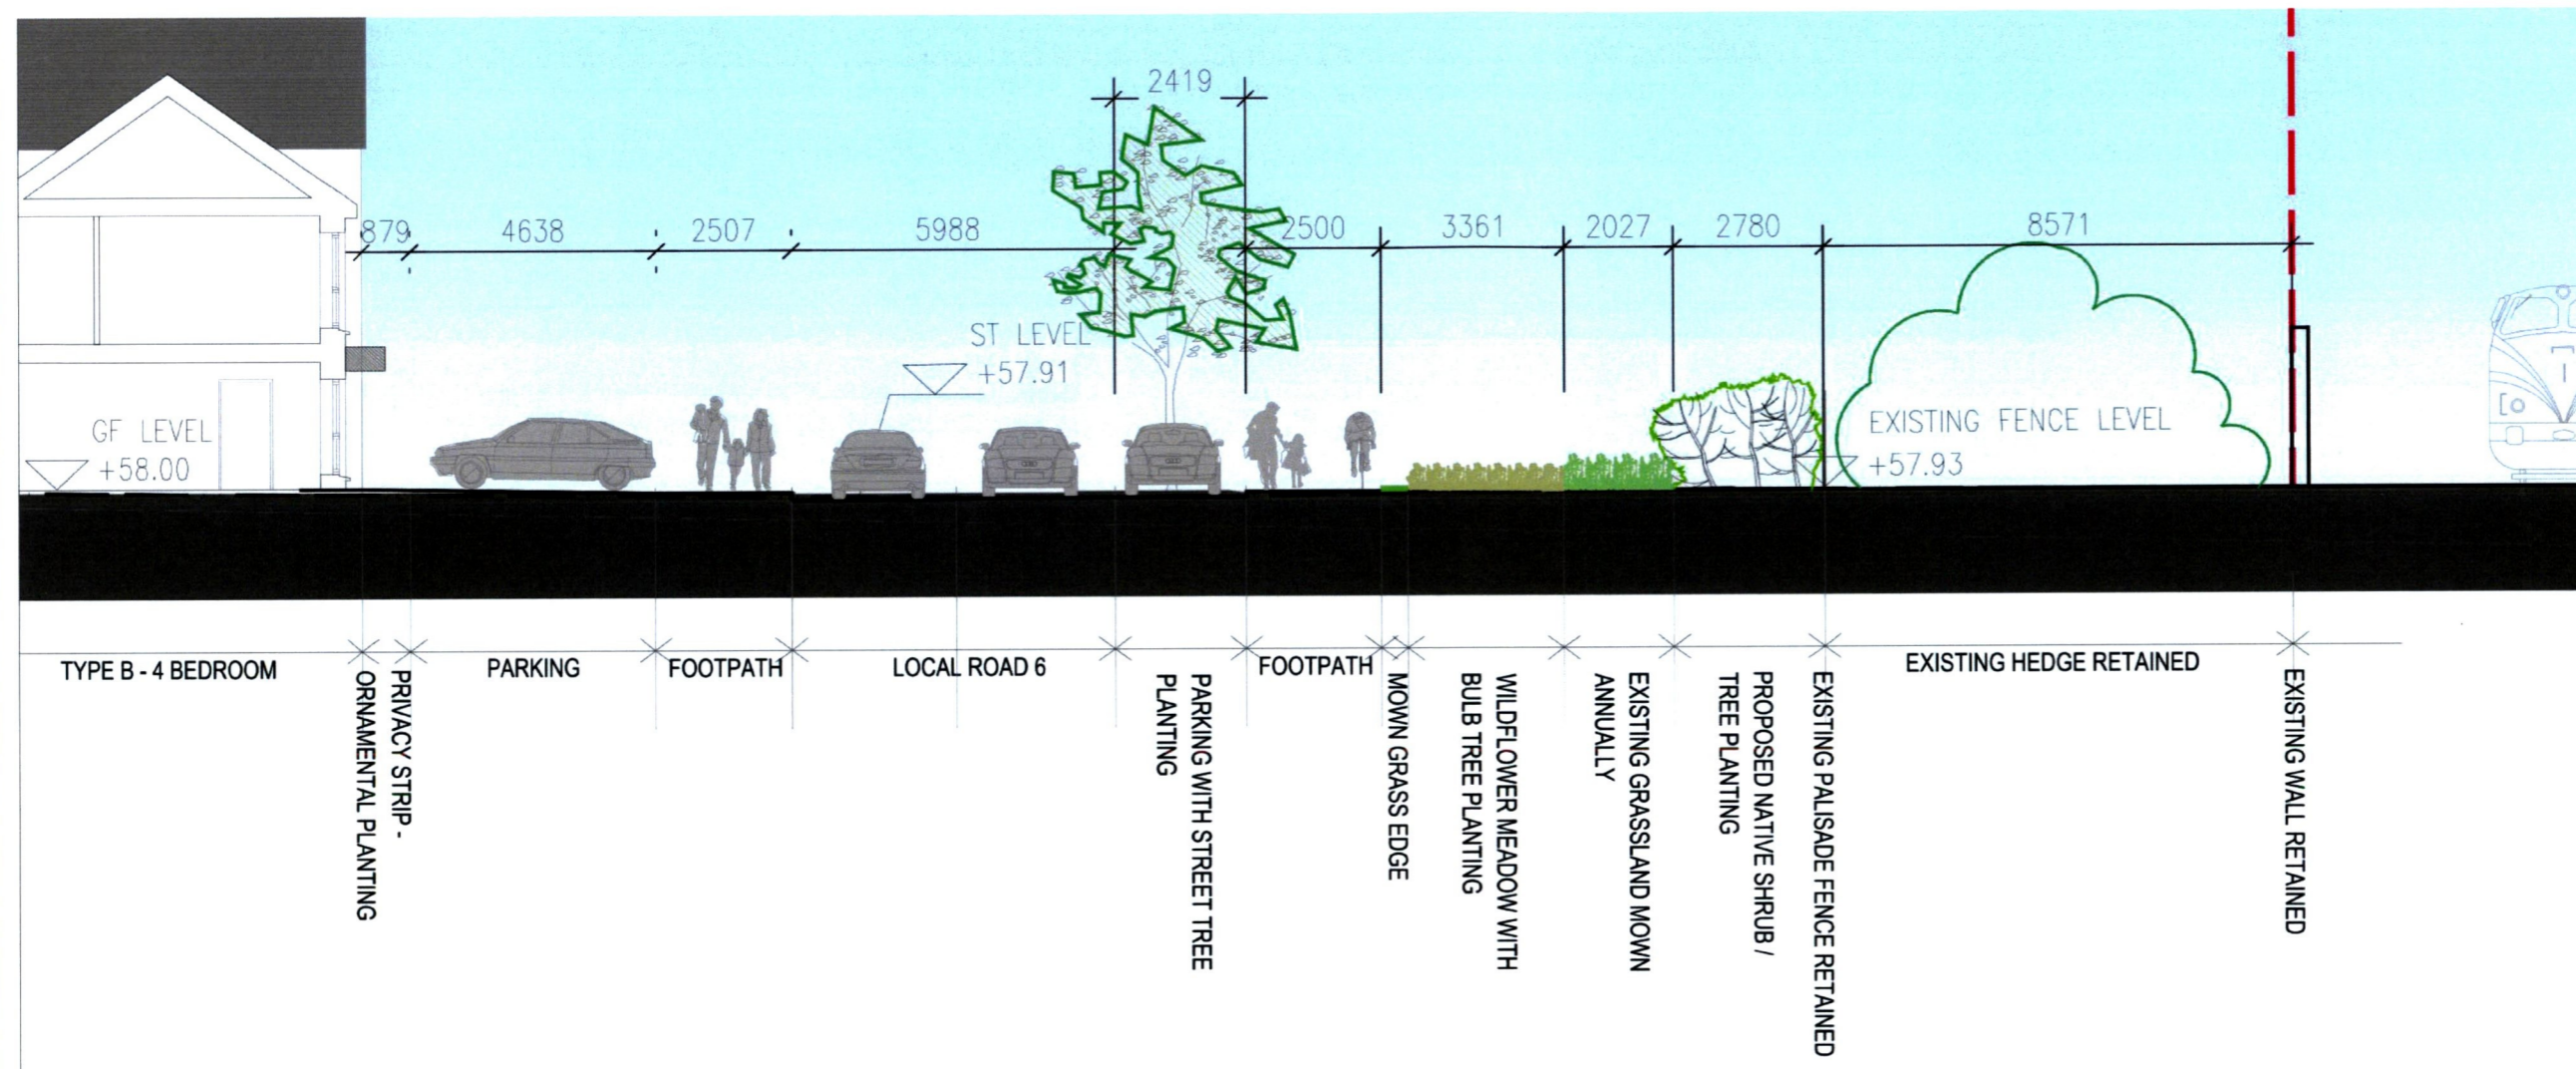 2419
879
4638
2507
5988
2500
3361
2027
2780
8571
ST LEVEL
+57.91
GF LEVEL
+58.00
EXISTING FENCE LEVEL
+57.93
TYPE B - 4 BEDROOM
PRIVACY STRIP -
ORNAMENTAL PLANTING
PARKING
FOOTPATH
LOCAL ROAD 6
PARKING WITH STREET TREE
PLANTING
FOOTPATH
MOWN GRASS EDGE
WILDFLOWER MEADOW WITH
BULB TREE PLANTING
EXISTING GRASSLAND MOWN
ANNUALLY
PROPOSED NATIVE SHRUB /
TREE PLANTING
EXISTING PALISADE FENCE RETAINED
EXISTING HEDGE RETAINED
EXISTING WALL RETAINED